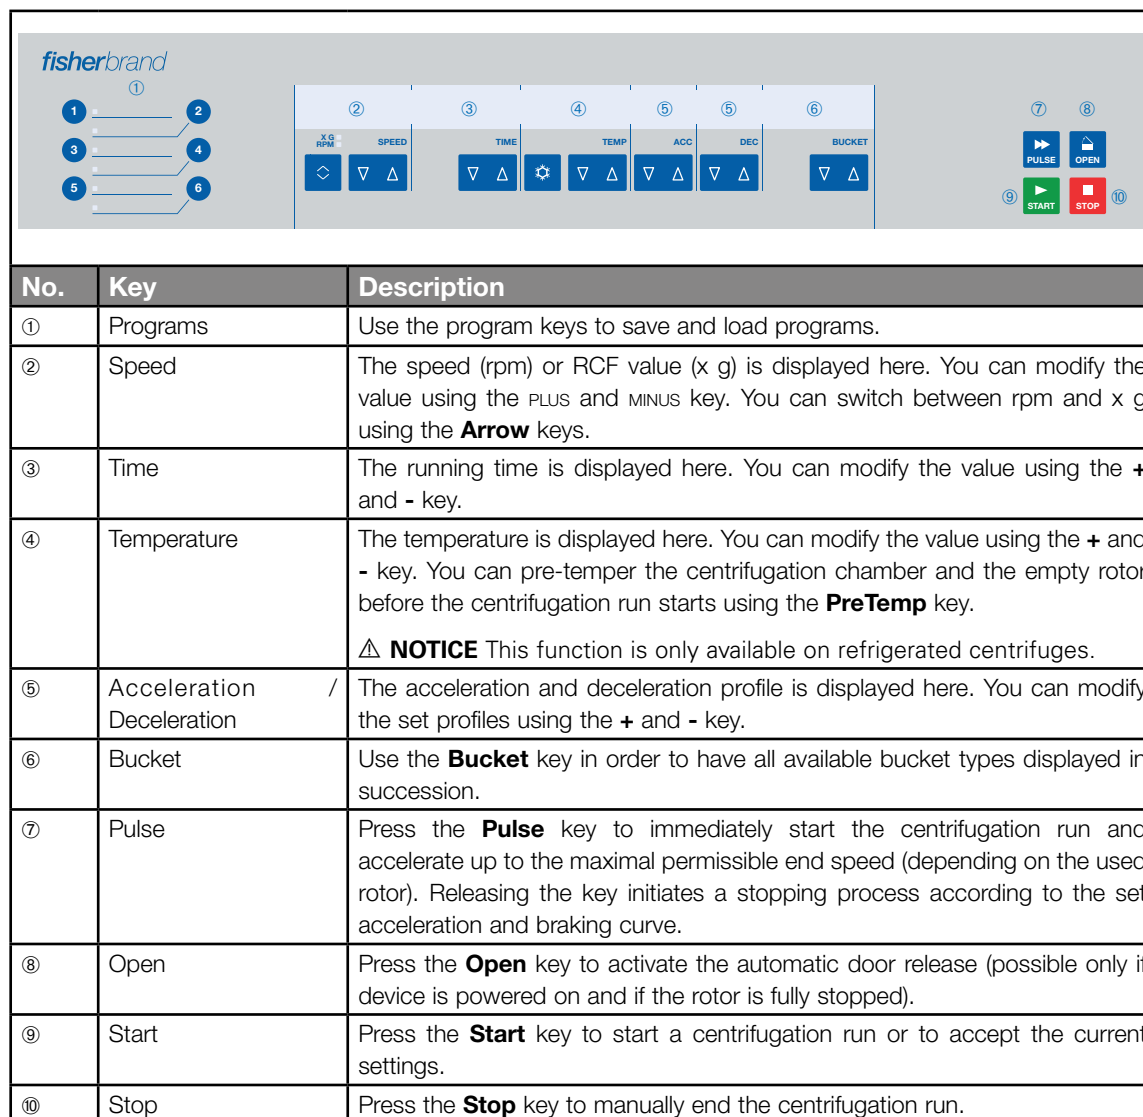 fisherbrand
①
1 2
3 4
5 6
② ③ ④ ⑤ ⑤ ⑥ ⑦ ⑧
X G
RPM SPEED TIME TEMP ACC DEC BUCKET
PULSE OPEN
⑨ START STOP ⑩
No. Key Description
① Programs Use the program keys to save and load programs.
② Speed The speed (rpm) or RCF value (x g) is displayed here. You can modify the
value using the PLUS and MINUS key. You can switch between rpm and x g
using the Arrow keys.
③ Time The running time is displayed here. You can modify the value using the +
and - key.
④ Temperature The temperature is displayed here. You can modify the value using the + and
- key. You can pre-temper the centrifugation chamber and the empty rotor
before the centrifugation run starts using the PreTemp key.
⚠ NOTICE This function is only available on refrigerated centrifuges.
⑤ Acceleration / The acceleration and deceleration profile is displayed here. You can modify
Deceleration the set profiles using the + and - key.
⑥ Bucket Use the Bucket key in order to have all available bucket types displayed in
succession.
⑦ Pulse Press the Pulse key to immediately start the centrifugation run and
accelerate up to the maximal permissible end speed (depending on the used
rotor). Releasing the key initiates a stopping process according to the set
acceleration and braking curve.
⑧ Open Press the Open key to activate the automatic door release (possible only if
device is powered on and if the rotor is fully stopped).
⑨ Start Press the Start key to start a centrifugation run or to accept the current
settings.
⑩ Stop Press the Stop key to manually end the centrifugation run.